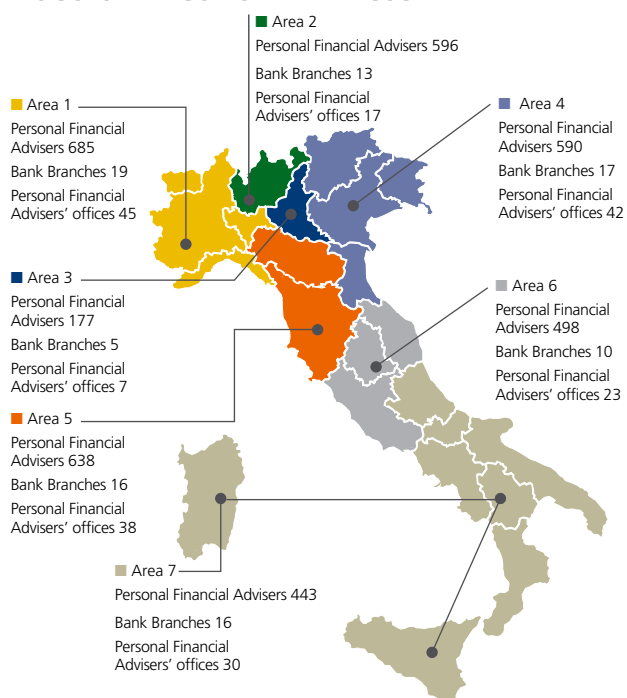 Area 2
Personal Financial Advisers 596
Bank Branches 13
Personal Financial
Advisers' offices 17
Area 1
Personal Financial
Advisers 685
Bank Branches 19
Personal Financial
Advisers' offices 45
Area 4
Personal Financial
Advisers 590
Bank Branches 17
Personal Financial
Advisers' offices 42
Area 3
Personal Financial
Advisers 177
Bank Branches 5
Personal Financial
Advisers' offices 7
Area 6
Personal Financial
Advisers 498
Bank Branches 10
Personal Financial
Advisers' offices 23
Area 5
Personal Financial
Advisers 638
Bank Branches 16
Personal Financial
Advisers' offices 38
Area 7
Personal Financial Advisers 443
Bank Branches 16
Personal Financial
Advisers' offices 30